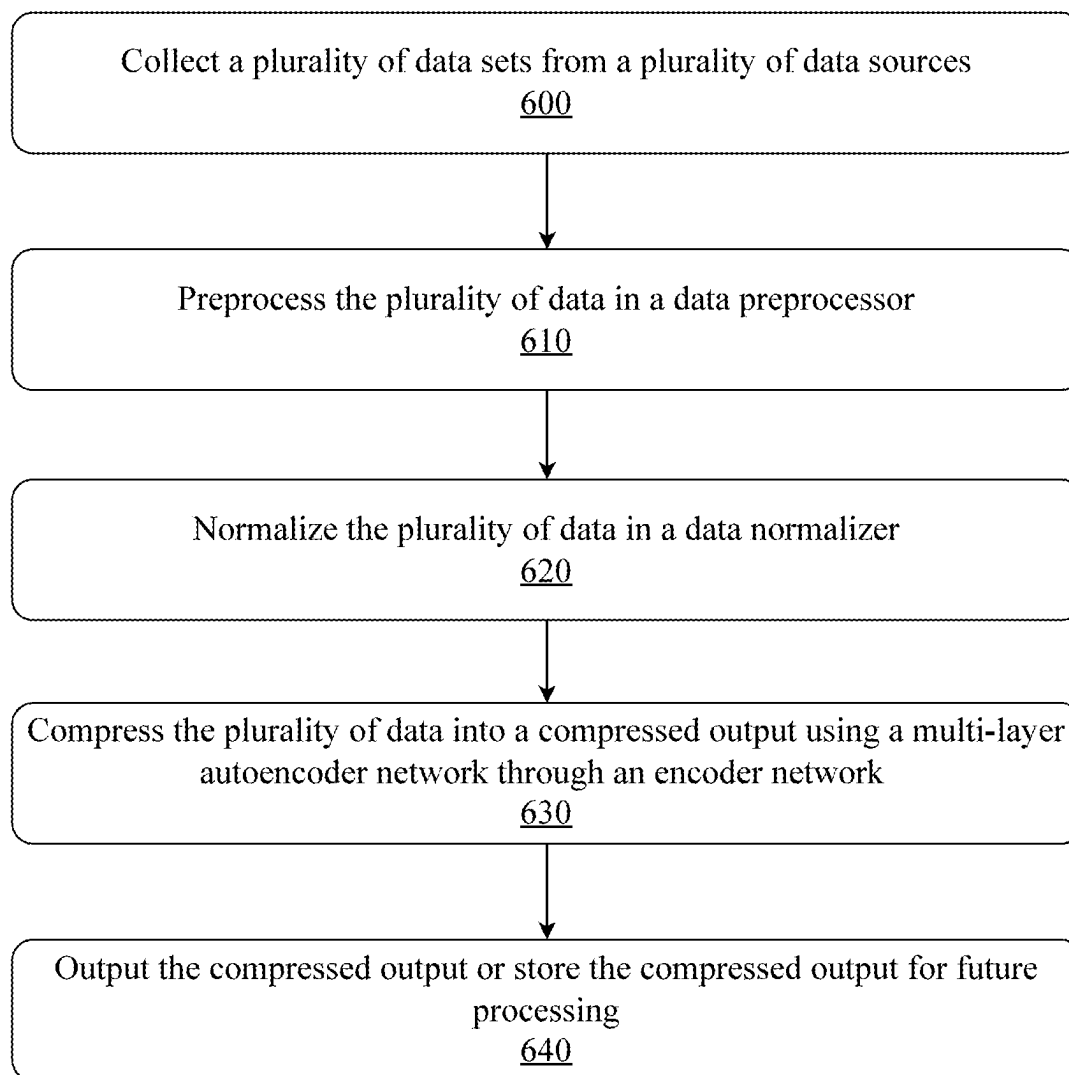 Collect a plurality of data sets from a plurality of data sources
600
Preprocess the plurality of data in a data preprocessor
610
Normalize the plurality of data in a data normalizer
620
Compress the plurality of data into a compressed output using a multi-layer
autoencoder network through an encoder network
630
Output the compressed output or store the compressed output for future
processing
640